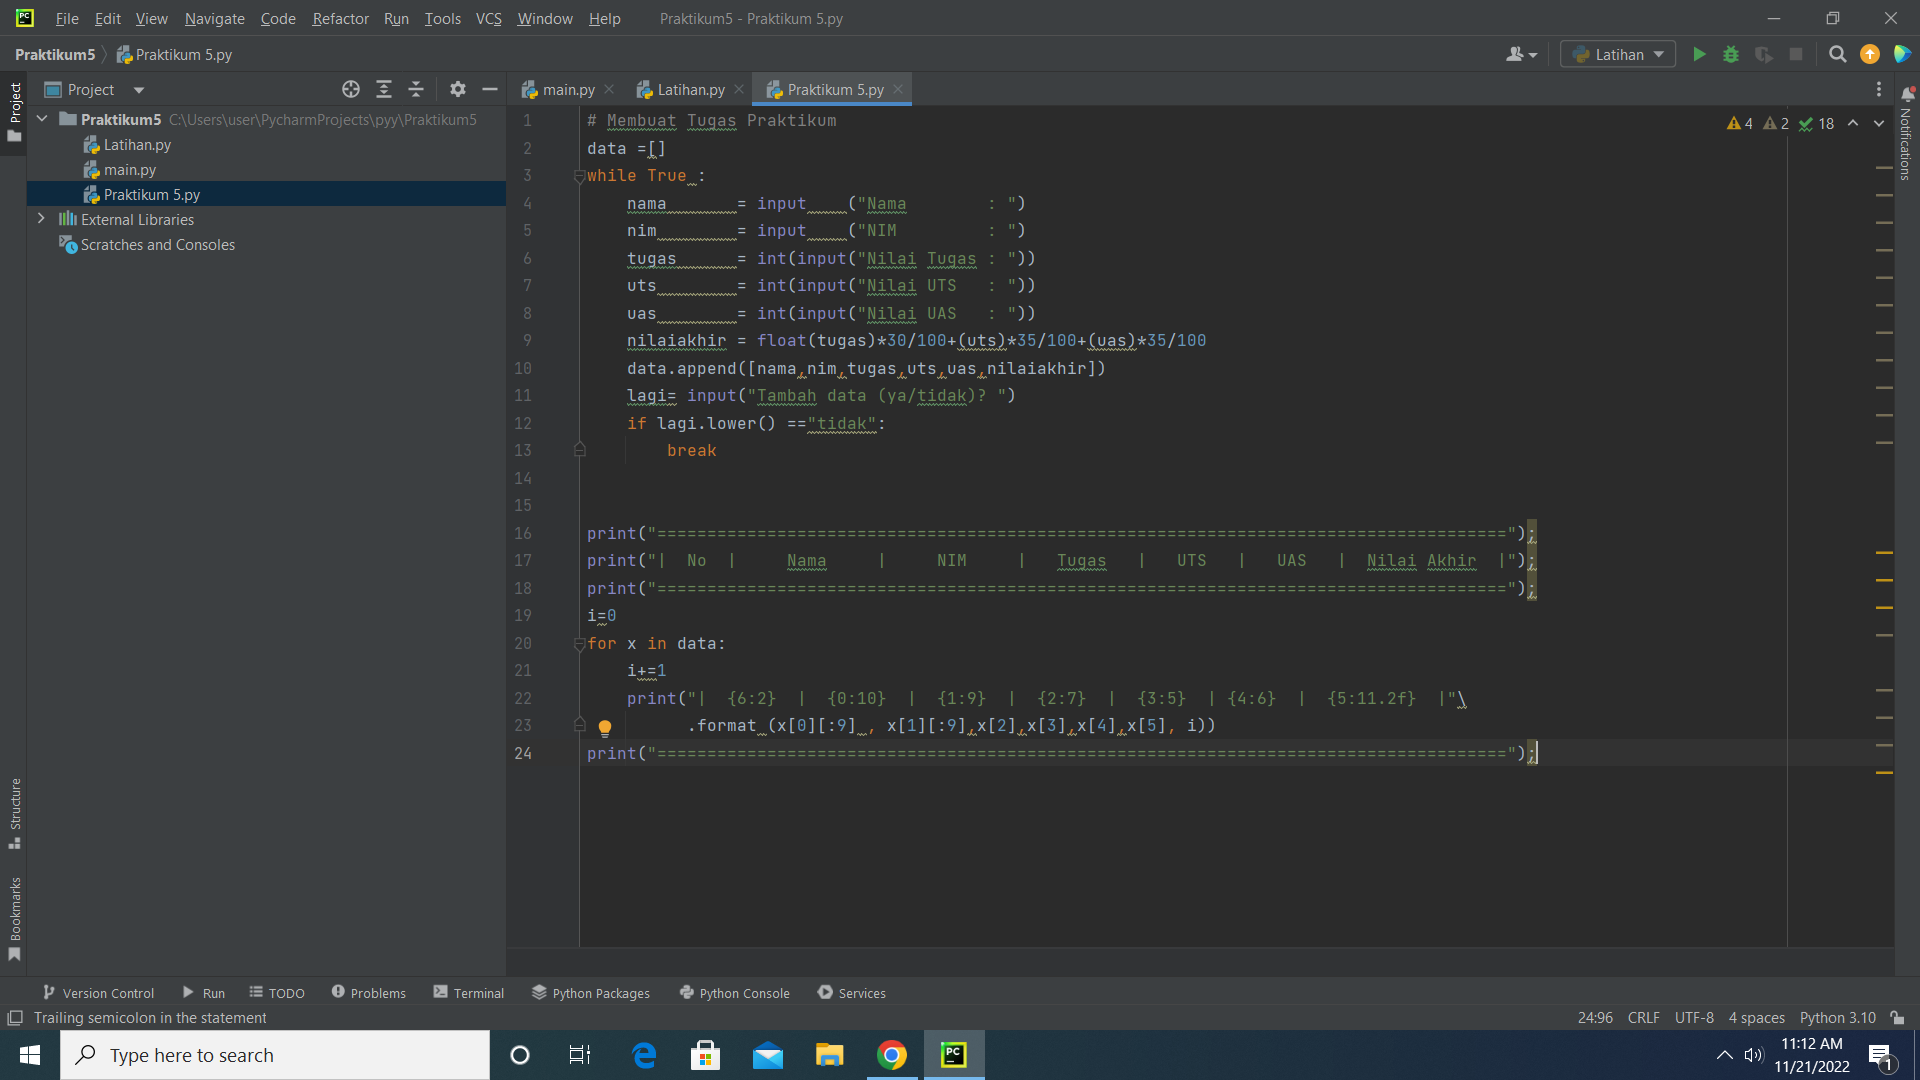 File Edit View Navigate Code Refactor Run Tools VCS Window Help Praktikum5 - Praktikum 5.py
Praktikum5 Praktikum 5.py Latihan
Project main.py Latihan.py Praktikum 5.py
Project
Notifications
Praktikum5 C:\Users\user\PycharmProjects\pyy\Praktikum5
Latihan.py
main.py
Praktikum 5.py
External Libraries
Scratches and Consoles
4 2 18
1 # Membuat Tugas Praktikum
2 data =[]
3 while True :
4     nama       = input    ("Nama        : ")
5     nim        = input    ("NIM         : ")
6     tugas      = int(input("Nilai Tugas : "))
7     uts        = int(input("Nilai UTS   : "))
8     uas        = int(input("Nilai UAS   : "))
9     nilaiakhir = float(tugas)*30/100+(uts)*35/100+(uas)*35/100
10     data.append([nama,nim,tugas,uts,uas,nilaiakhir])
11     lagi= input("Tambah data (ya/tidak)? ")
12     if lagi.lower() =="tidak":
13         break
14
15
16 print("=====================================================================================");
17 print("|  No  |     Nama     |     NIM     |   Tugas   |   UTS   |   UAS   |  Nilai Akhir  |");
18 print("=====================================================================================");
19 i=0
20 for x in data:
21     i+=1
22     print("|  {6:2}  |  {0:10}  |  {1:9}  |  {2:7}  |  {3:5}  | {4:6}  |  {5:11.2f}  |"\
23           .format (x[0][:9] , x[1][:9],x[2],x[3],x[4],x[5], i))
24 print("=====================================================================================");
Structure
Bookmarks
Version Control Run TODO Problems Terminal Python Packages Python Console Services
Trailing semicolon in the statement 24:96 CRLF UTF-8 4 spaces Python 3.10
Type here to search
PC
11:12 AM
11/21/2022
1